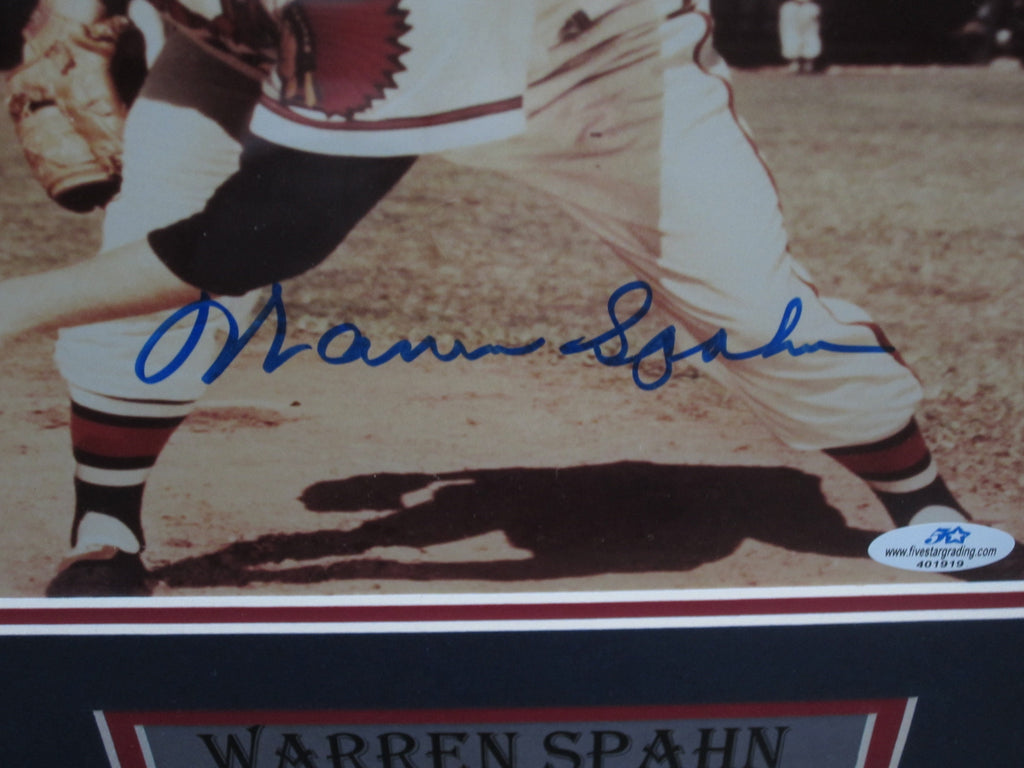 Warren Spahn
www.fivestargrading.com
401919
WARREN SPAHN